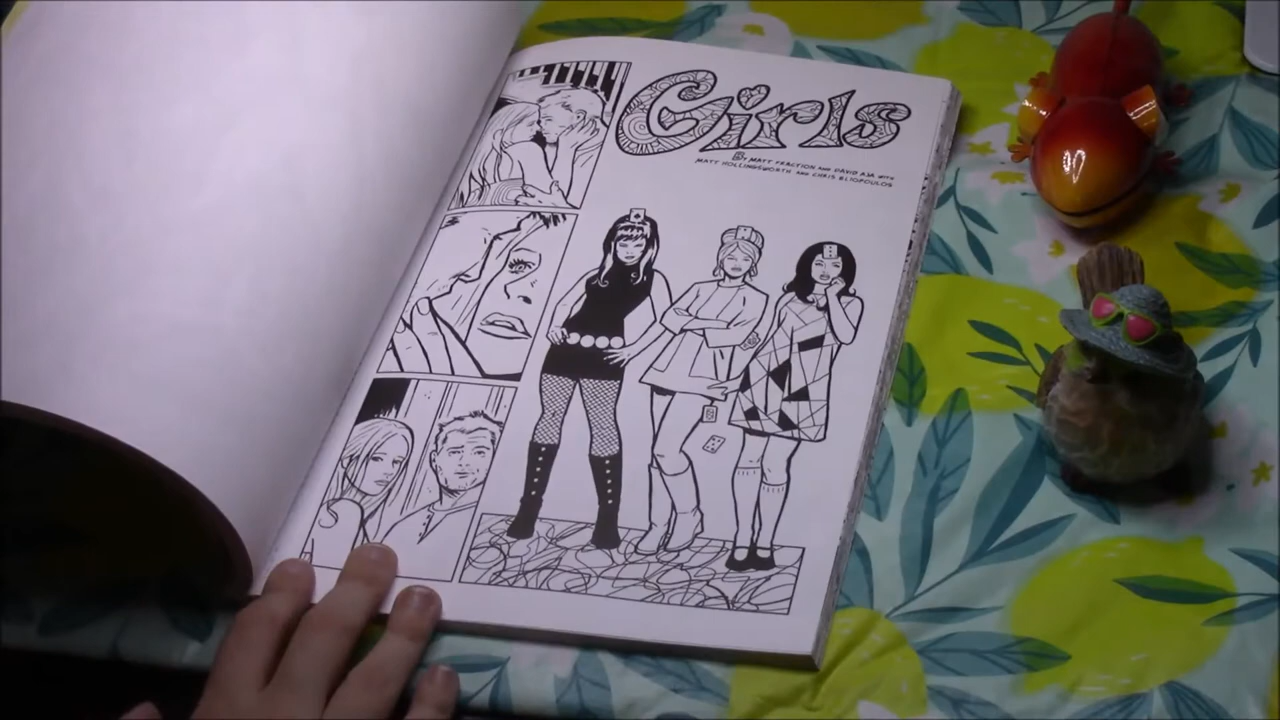 Girls
By MATT FRACTION AND DAVID AJA WITH
MATT HOLLINGSWORTH AND CHRIS ELIOPOULOS